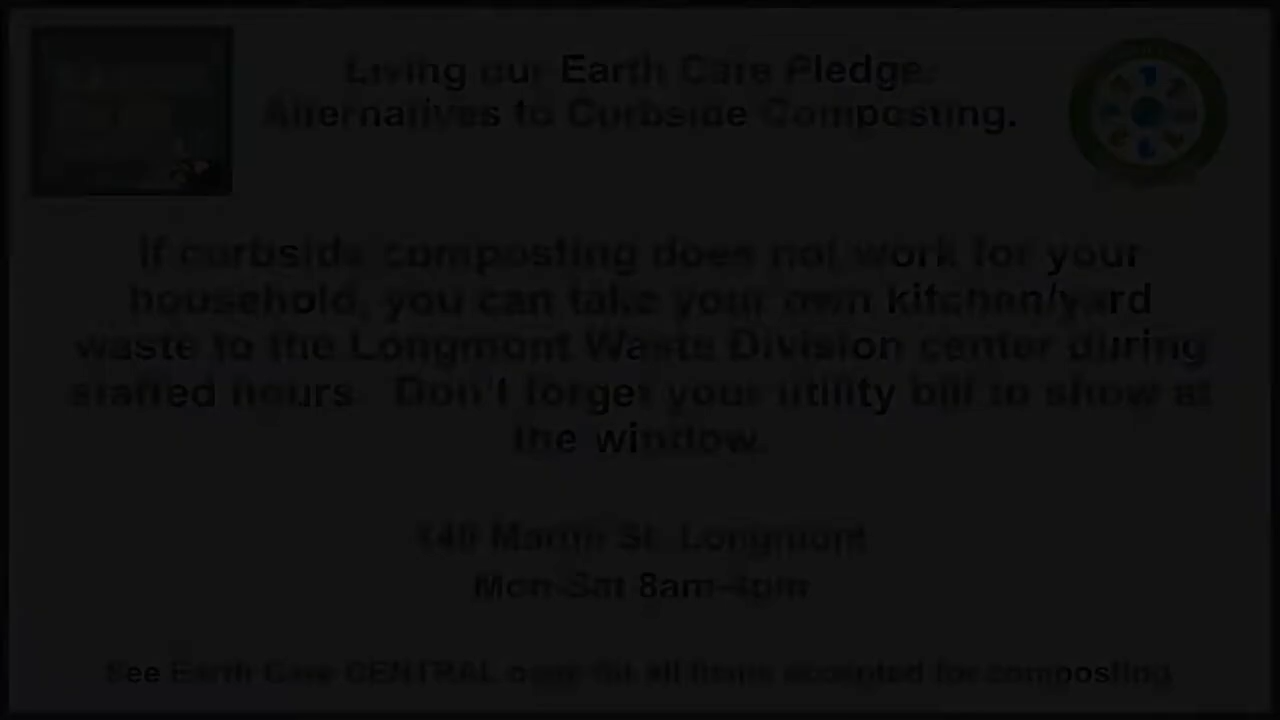 Living our Earth Care Pledge:
Alternatives to Curbside Composting.
If curbside composting does not work for your
household, you can take your own kitchen/yard
waste to the Longmont Waste Division center during
staffed hours. Don't forget your utility bill to show at
the window.
140 Martin St. Longmont
Mon-Sat 8am-4pm
See Earth Care CENTRAL for all items accepted for composting